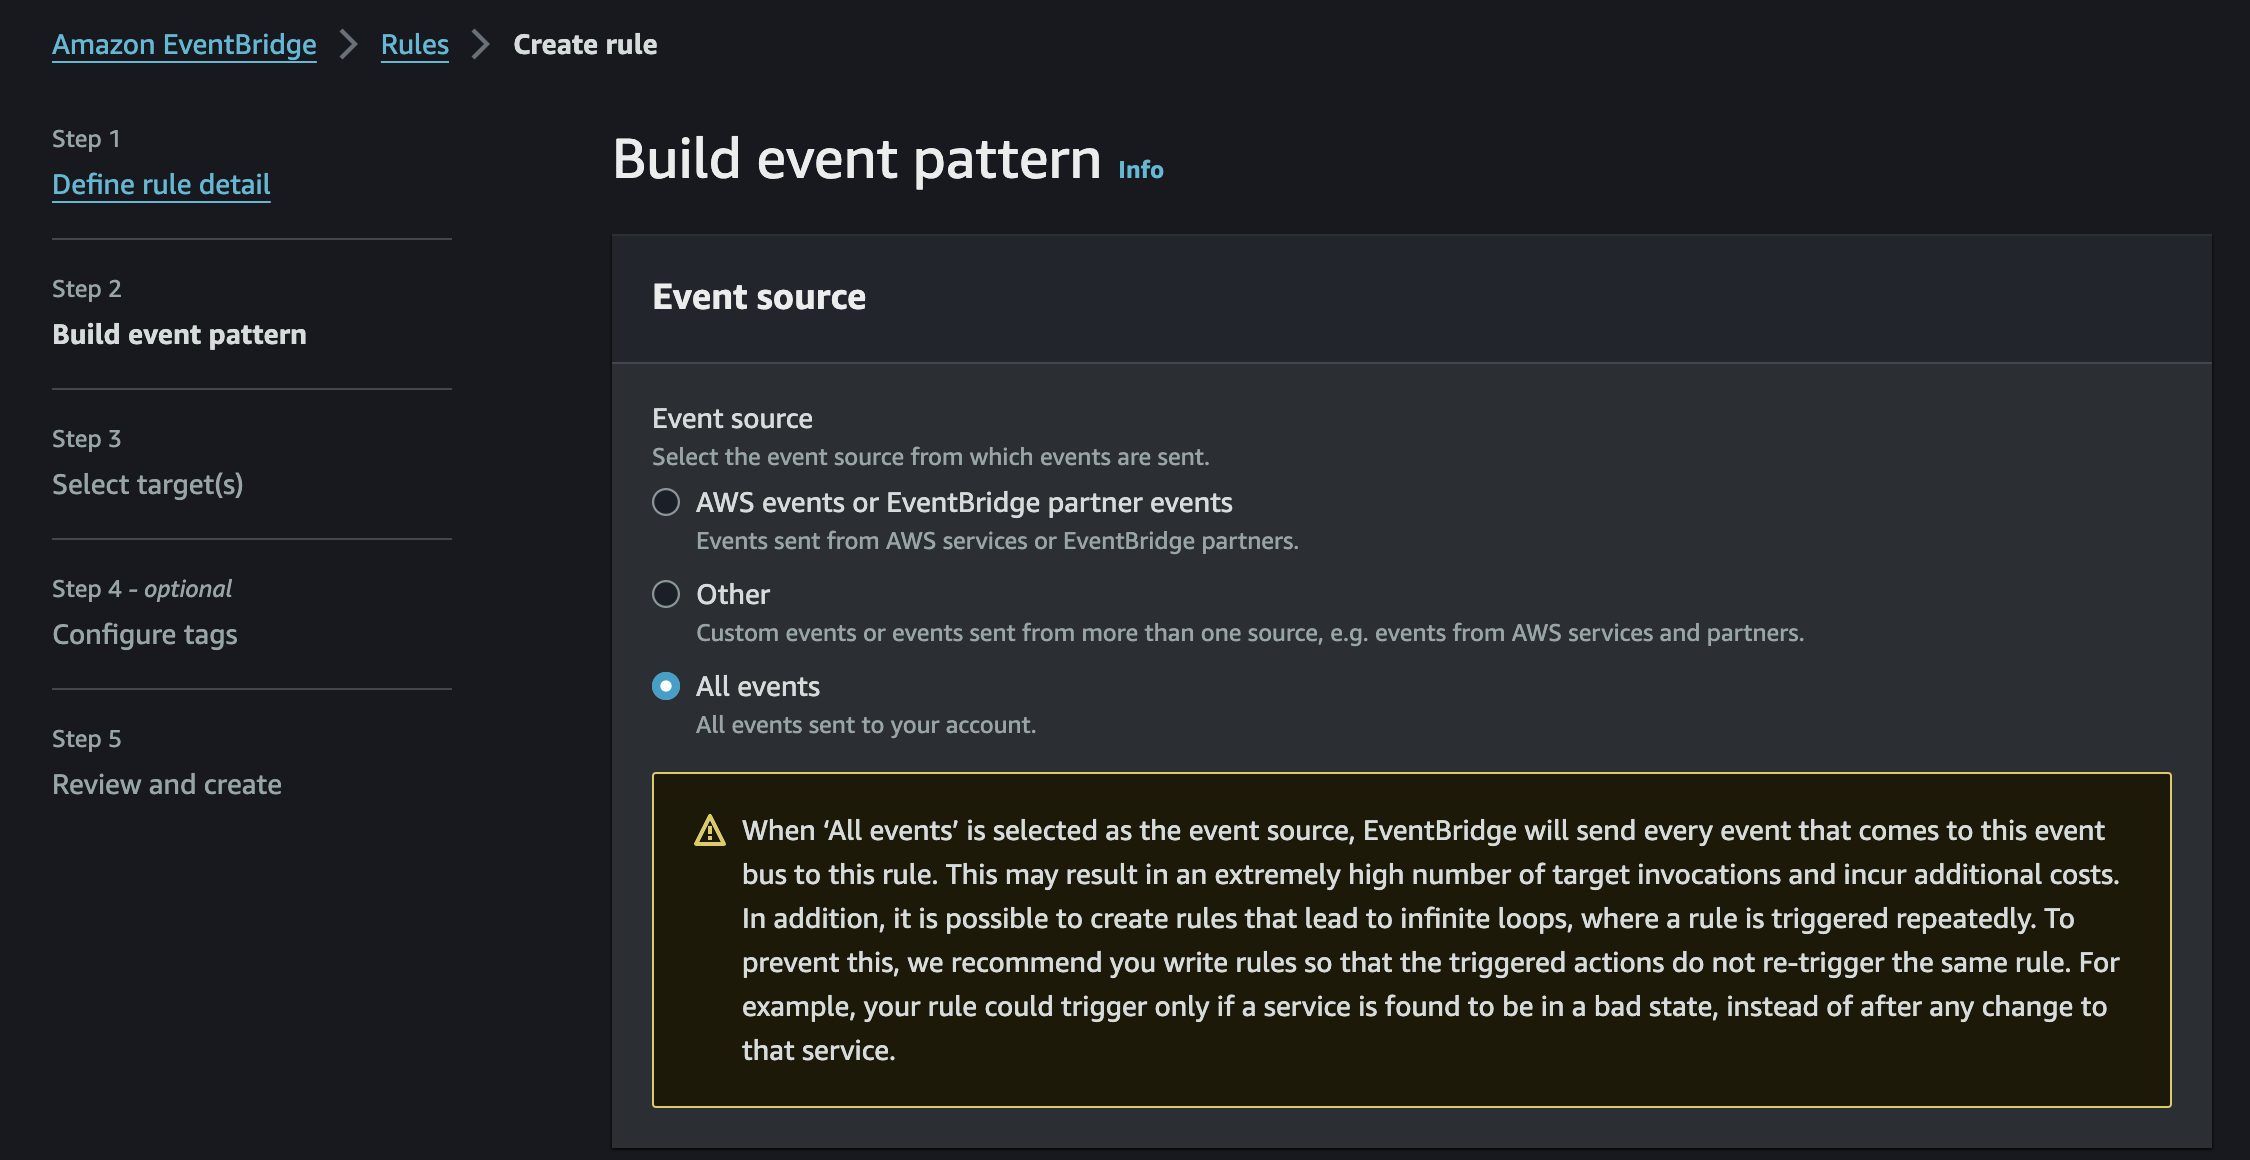 Amazon EventBridge > Rules > Create rule
Step 1
Define rule detail
Step 2
Build event pattern
Step 3
Select target(s)
Step 4 - optional
Configure tags
Step 5
Review and create
Build event pattern Info
Event source
Event source
Select the event source from which events are sent.
AWS events or EventBridge partner events
Events sent from AWS services or EventBridge partners.
Other
Custom events or events sent from more than one source, e.g. events from AWS services and partners.
All events
All events sent to your account.
When ‘All events’ is selected as the event source, EventBridge will send every event that comes to this event
bus to this rule. This may result in an extremely high number of target invocations and incur additional costs.
In addition, it is possible to create rules that lead to infinite loops, where a rule is triggered repeatedly. To
prevent this, we recommend you write rules so that the triggered actions do not re-trigger the same rule. For
example, your rule could trigger only if a service is found to be in a bad state, instead of after any change to
that service.